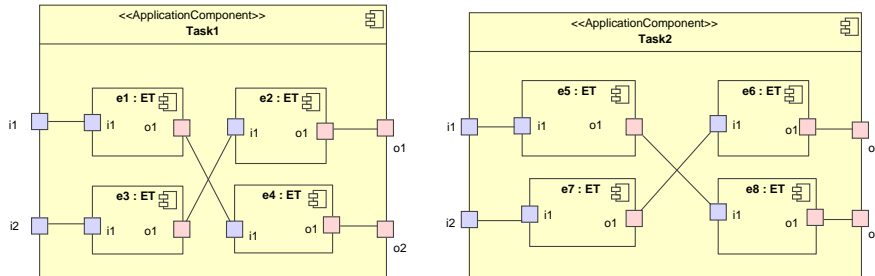 <<ApplicationComponent>>
Task1
e1 : ET
e2 : ET
i1
i1
o1
i1
o1
o1
e3 : ET
e4 : ET
i2
i1
o1
i1
o1
o2
<<ApplicationComponent>>
Task2
e5 : ET
e6 : ET
i1
i1
o1
i1
o1
o
e7 : ET
e8 : ET
i2
i1
o1
i1
o1
o